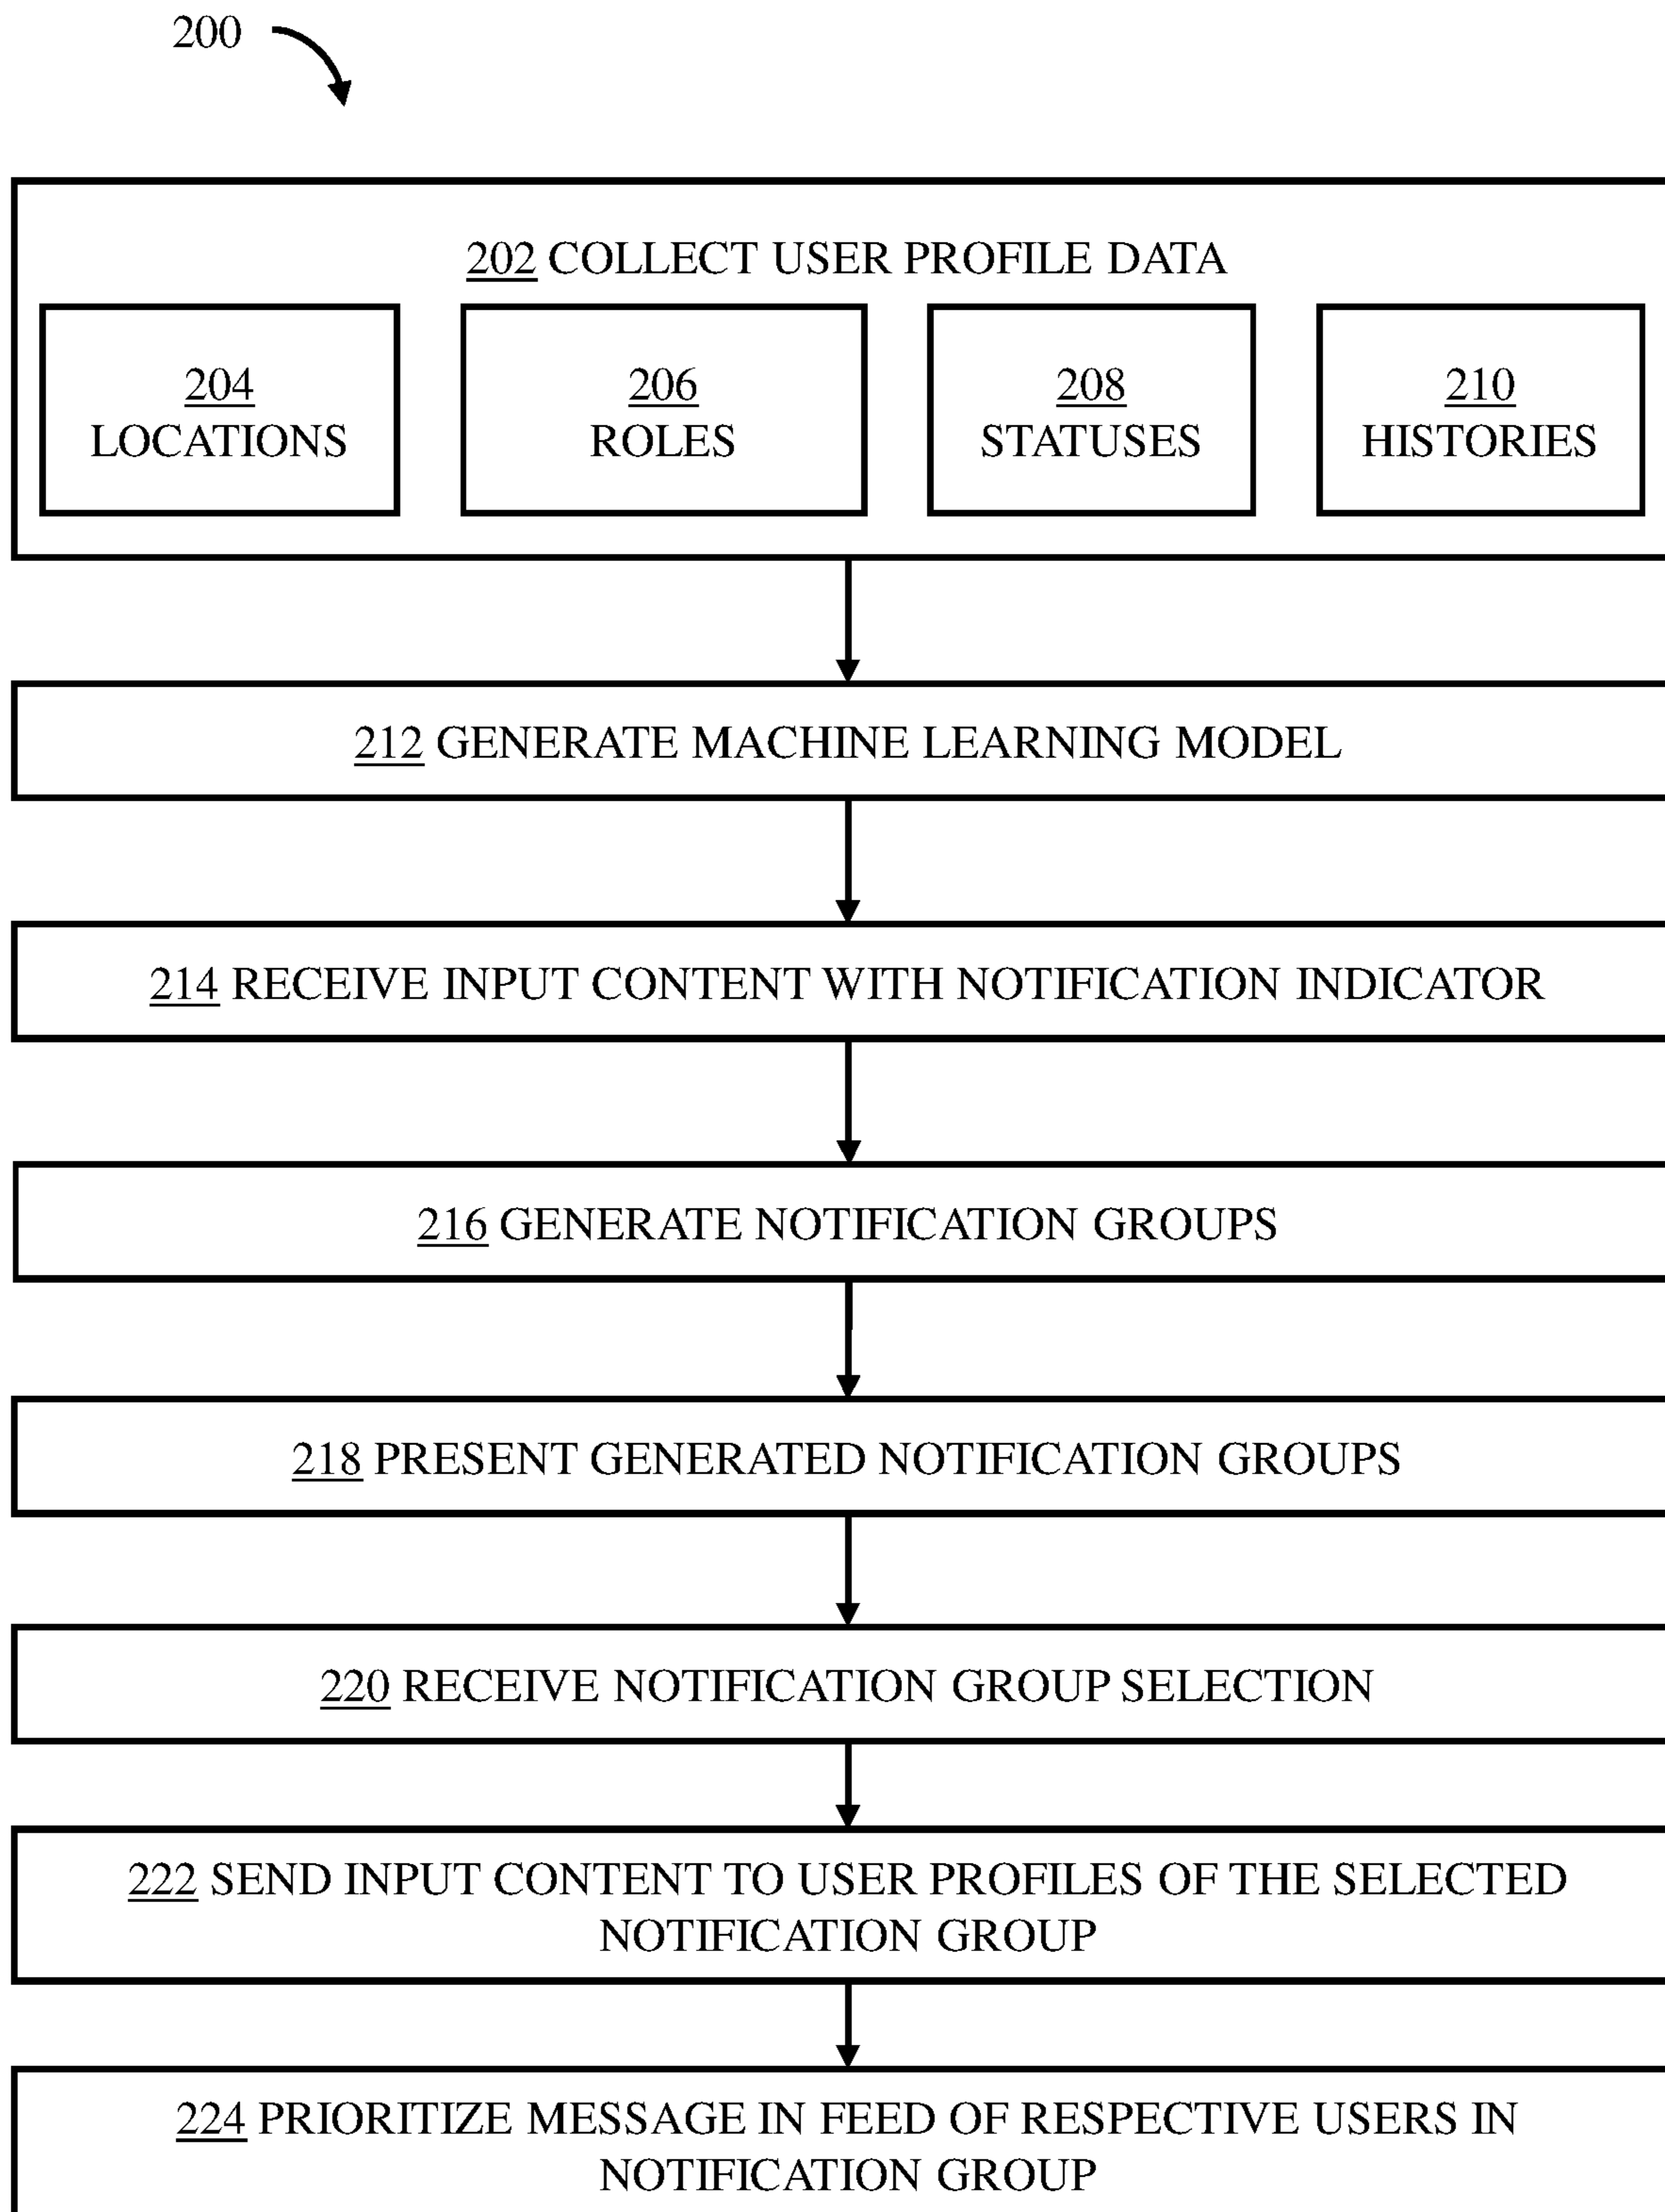 200
202 COLLECT USER PROFILE DATA
204
LOCATIONS
206
ROLES
208
STATUSES
210
HISTORIES
212 GENERATE MACHINE LEARNING MODEL
214 RECEIVE INPUT CONTENT WITH NOTIFICATION INDICATOR
216 GENERATE NOTIFICATION GROUPS
218 PRESENT GENERATED NOTIFICATION GROUPS
220 RECEIVE NOTIFICATION GROUP SELECTION
222 SEND INPUT CONTENT TO USER PROFILES OF THE SELECTED
NOTIFICATION GROUP
224 PRIORITIZE MESSAGE IN FEED OF RESPECTIVE USERS IN
NOTIFICATION GROUP